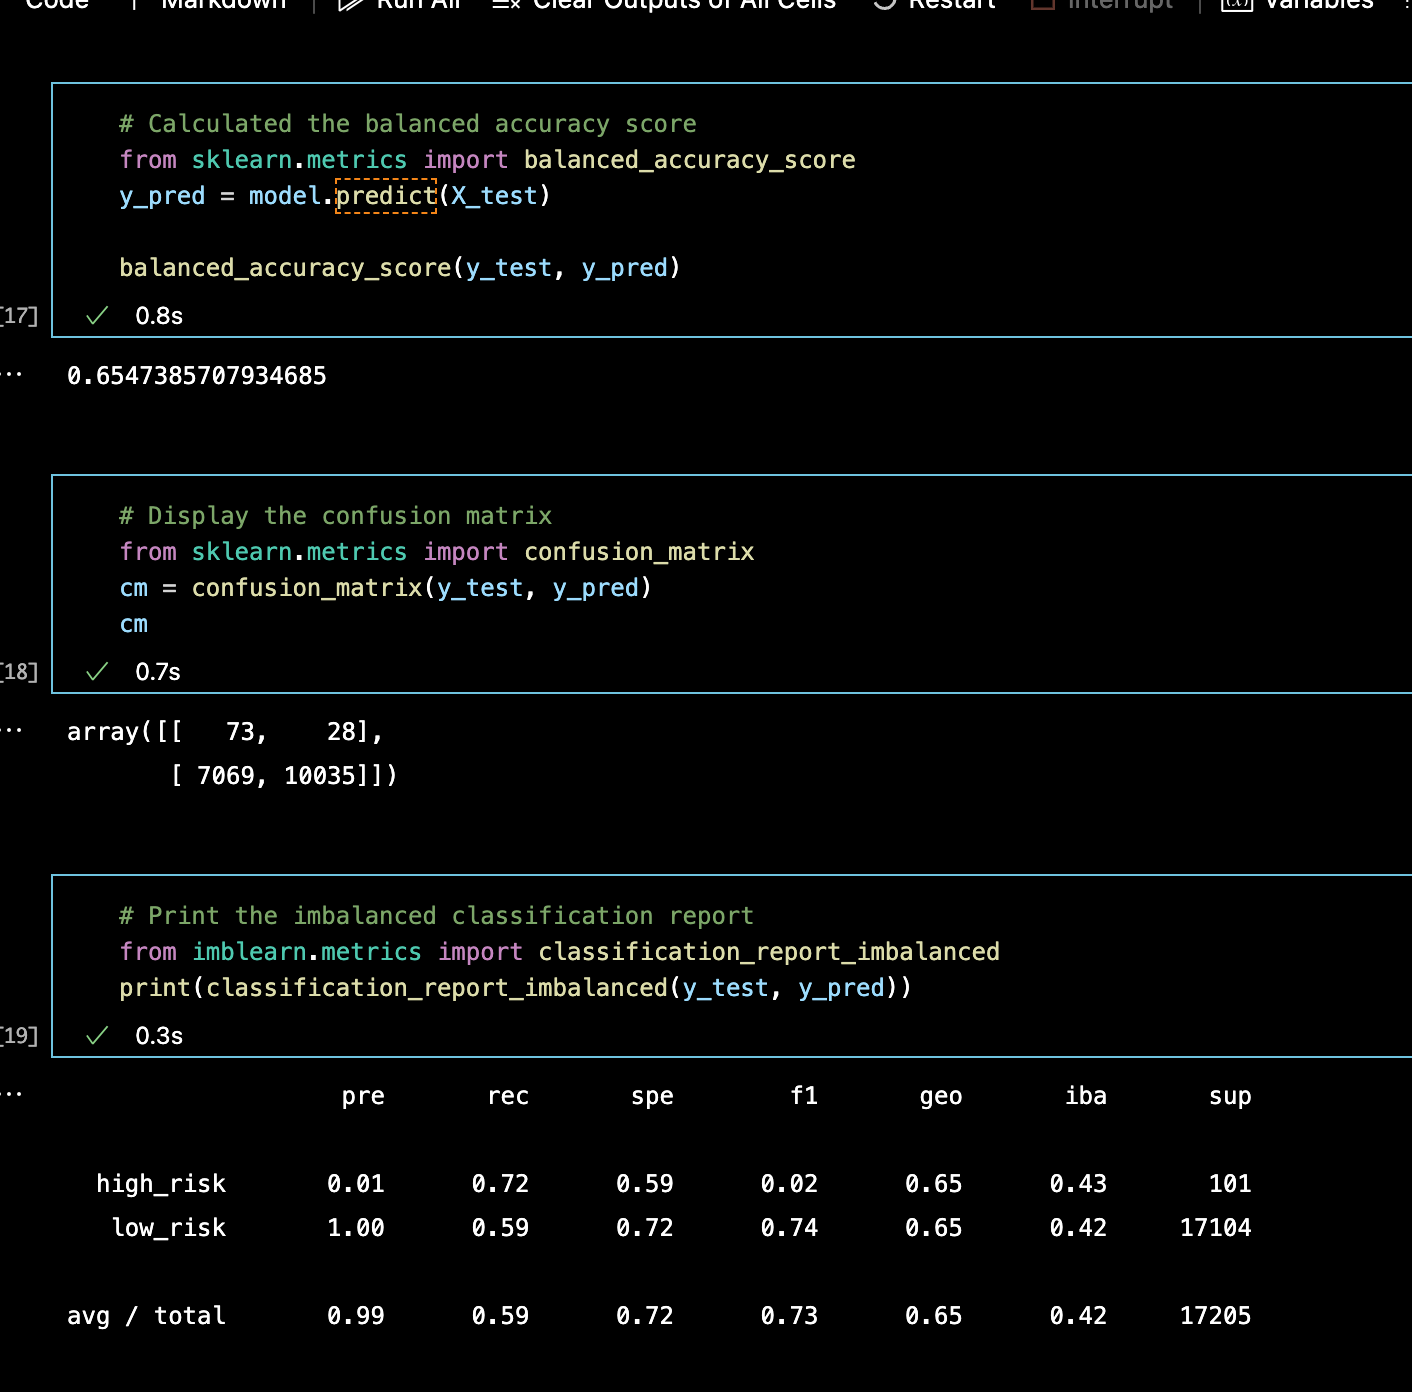 Code Markdown | Run All Clear Outputs of All Cells Restart Interrupt | Variables
# Calculated the balanced accuracy score
from sklearn.metrics import balanced_accuracy_score
y_pred = model.predict(X_test)
balanced_accuracy_score(y_test, y_pred)
[17] ✓ 0.8s
... 0.6547385707934685
# Display the confusion matrix
from sklearn.metrics import confusion_matrix
cm = confusion_matrix(y_test, y_pred)
cm
[18] ✓ 0.7s
... array([[   73,    28],
       [ 7069, 10035]])
# Print the imbalanced classification report
from imblearn.metrics import classification_report_imbalanced
print(classification_report_imbalanced(y_test, y_pred))
[19] ✓ 0.3s
... pre rec spe f1 geo iba sup
high_risk 0.01 0.72 0.59 0.02 0.65 0.43 101
low_risk 1.00 0.59 0.72 0.74 0.65 0.42 17104
avg / total 0.99 0.59 0.72 0.73 0.65 0.42 17205